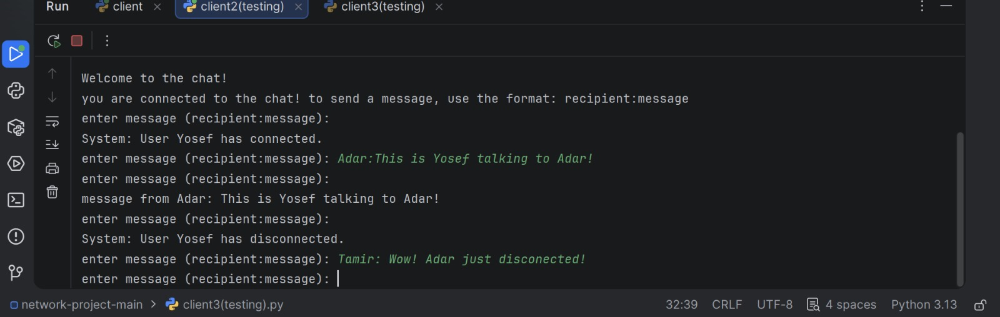 Run client client2(testing) client3(testing)
Welcome to the chat!
you are connected to the chat! to send a message, use the format: recipient:message
enter message (recipient:message):
System: User Yosef has connected.
enter message (recipient:message): Adar:This is Yosef talking to Adar!
enter message (recipient:message):
message from Adar: This is Yosef talking to Adar!
enter message (recipient:message):
System: User Yosef has disconnected.
enter message (recipient:message): Tamir: Wow! Adar just disconected!
enter message (recipient:message):
network-project-main > client3(testing).py 32:39 CRLF UTF-8 4 spaces Python 3.13